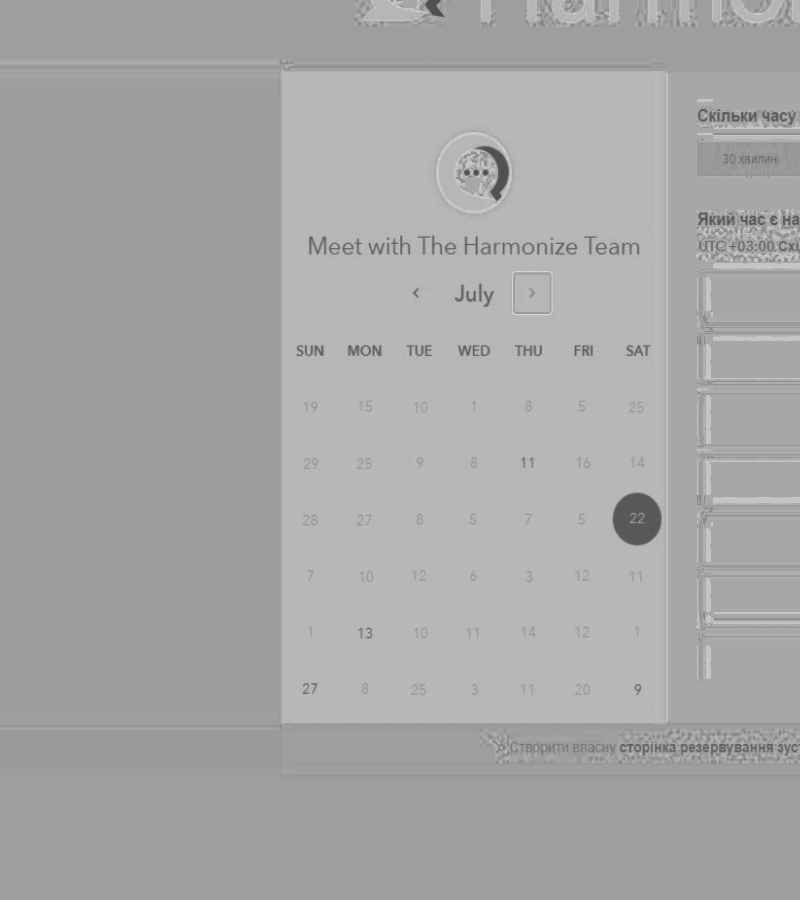 Harmo
Meet with The Harmonize Team
July
SUN MON TUE WED THU FRI SAT
19 15 10 1 8 5 25
29 25 9 8 11 16 14
28 27 8 5 7 5 22
7 10 12 6 3 12 11
1 13 10 11 14 12 1
27 8 25 3 11 20 9
Скільки часу
30 хвилин
Який час є на
UTC +03:00 Схі
Створити власну сторінка резервування зуст